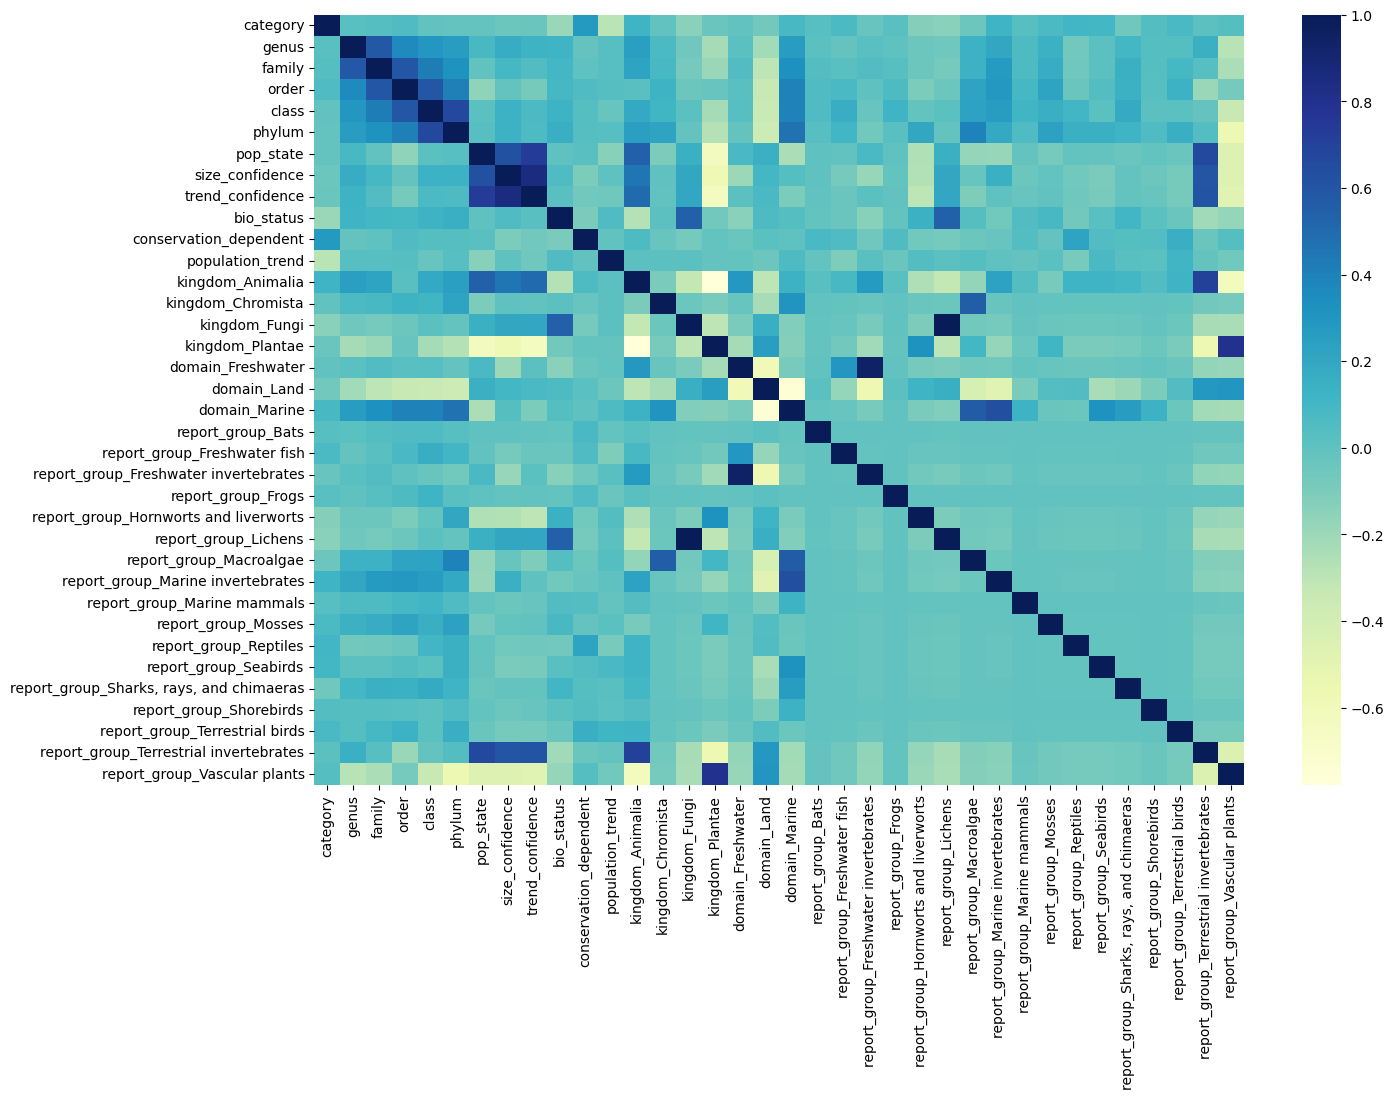 category
genus
family
order
class
phylum
pop_state
size_confidence
trend_confidence
bio_status
conservation_dependent
population_trend
kingdom_Animalia
kingdom_Chromista
kingdom_Fungi
kingdom_Plantae
domain_Freshwater
domain_Land
domain_Marine
report_group_Bats
report_group_Freshwater fish
report_group_Freshwater invertebrates
report_group_Frogs
report_group_Hornworts and liverworts
report_group_Lichens
report_group_Macroalgae
report_group_Marine invertebrates
report_group_Marine mammals
report_group_Mosses
report_group_Reptiles
report_group_Seabirds
report_group_Sharks, rays, and chimaeras
report_group_Shorebirds
report_group_Terrestrial birds
report_group_Terrestrial invertebrates
report_group_Vascular plants
category
genus
family
order
class
phylum
pop_state
size_confidence
trend_confidence
bio_status
conservation_dependent
population_trend
kingdom_Animalia
kingdom_Chromista
kingdom_Fungi
kingdom_Plantae
domain_Freshwater
domain_Land
domain_Marine
report_group_Bats
report_group_Freshwater fish
report_group_Freshwater invertebrates
report_group_Frogs
report_group_Hornworts and liverworts
report_group_Lichens
report_group_Macroalgae
report_group_Marine invertebrates
report_group_Marine mammals
report_group_Mosses
report_group_Reptiles
report_group_Seabirds
report_group_Sharks, rays, and chimaeras
report_group_Shorebirds
report_group_Terrestrial birds
report_group_Terrestrial invertebrates
report_group_Vascular plants
1.0
0.8
0.6
0.4
0.2
0.0
−0.2
−0.4
−0.6